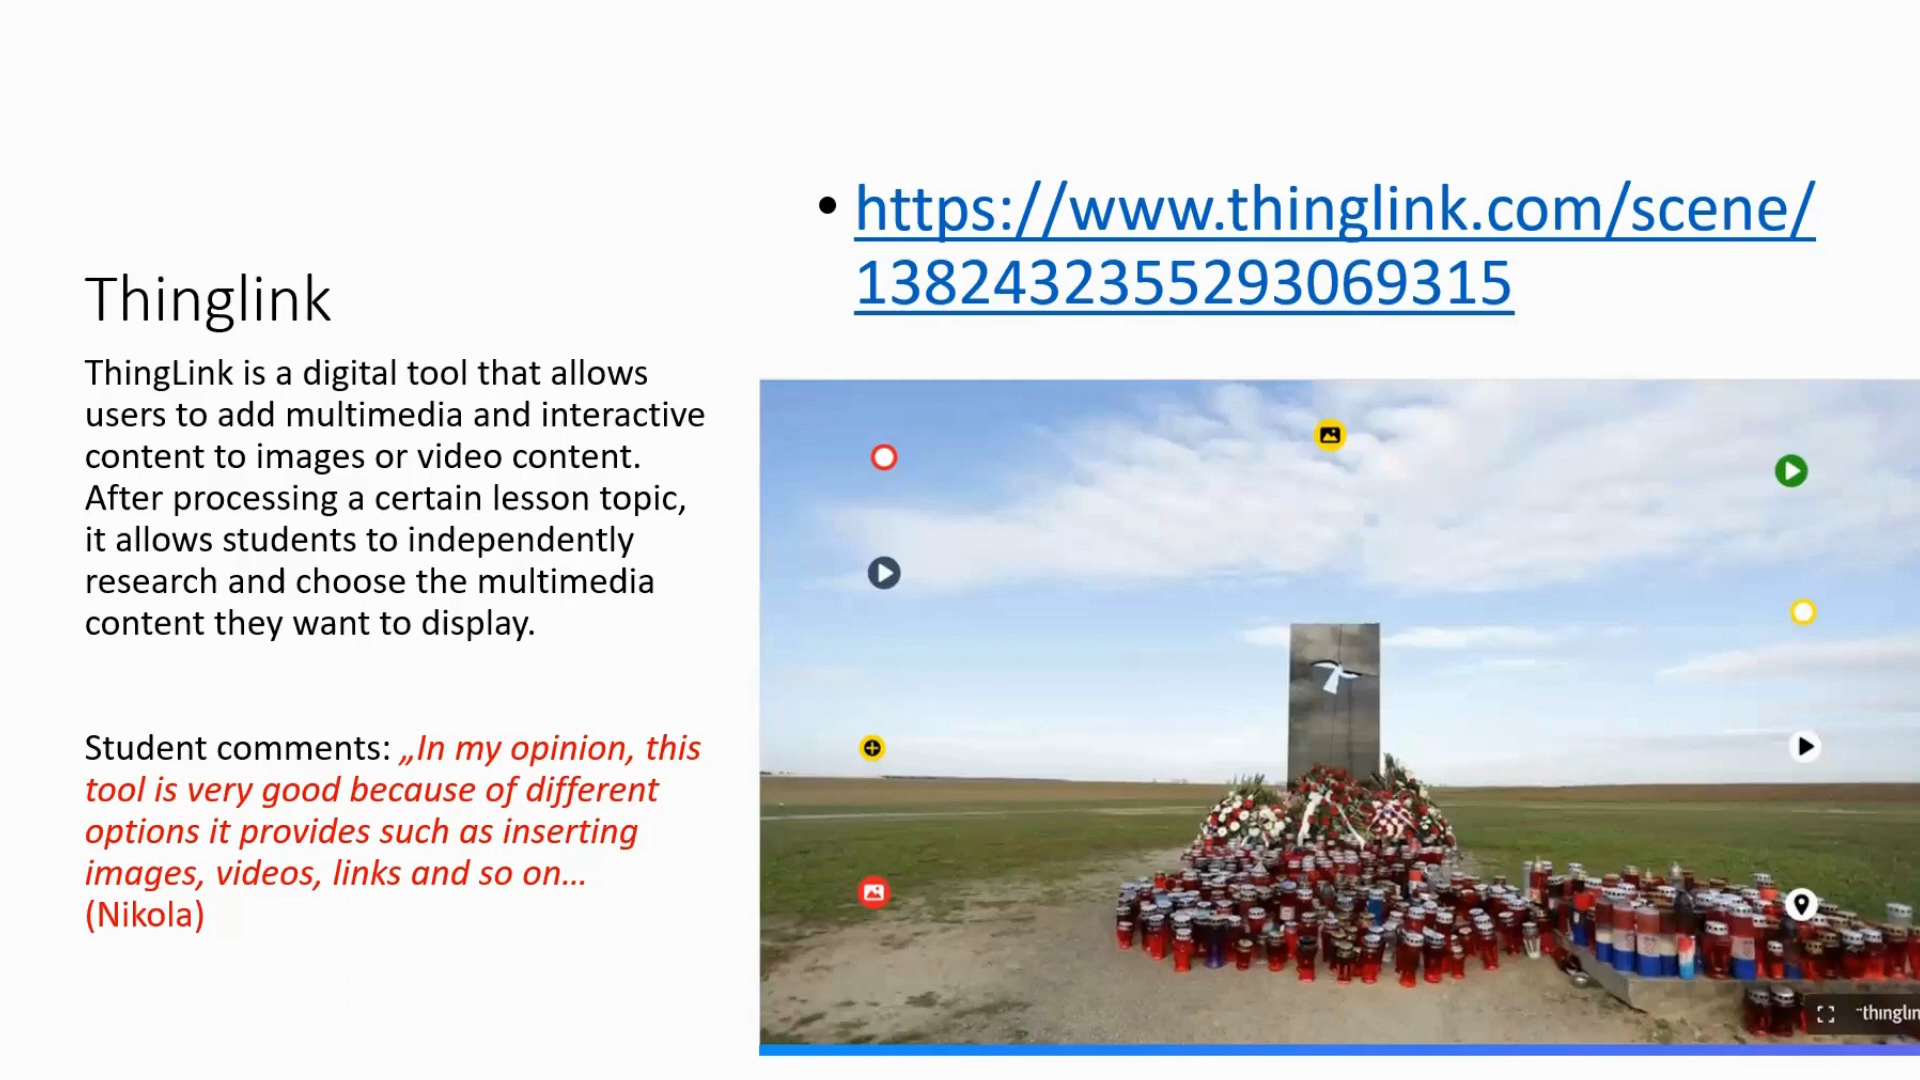 Thinglink
ThingLink is a digital tool that allows
users to add multimedia and interactive
content to images or video content.
After processing a certain lesson topic,
it allows students to independently
research and choose the multimedia
content they want to display.
Student comments: „In my opinion, this
tool is very good because of different
options it provides such as inserting
images, videos, links and so on...
(Nikola)
• https://www.thinglink.com/scene/
1382432355293069315